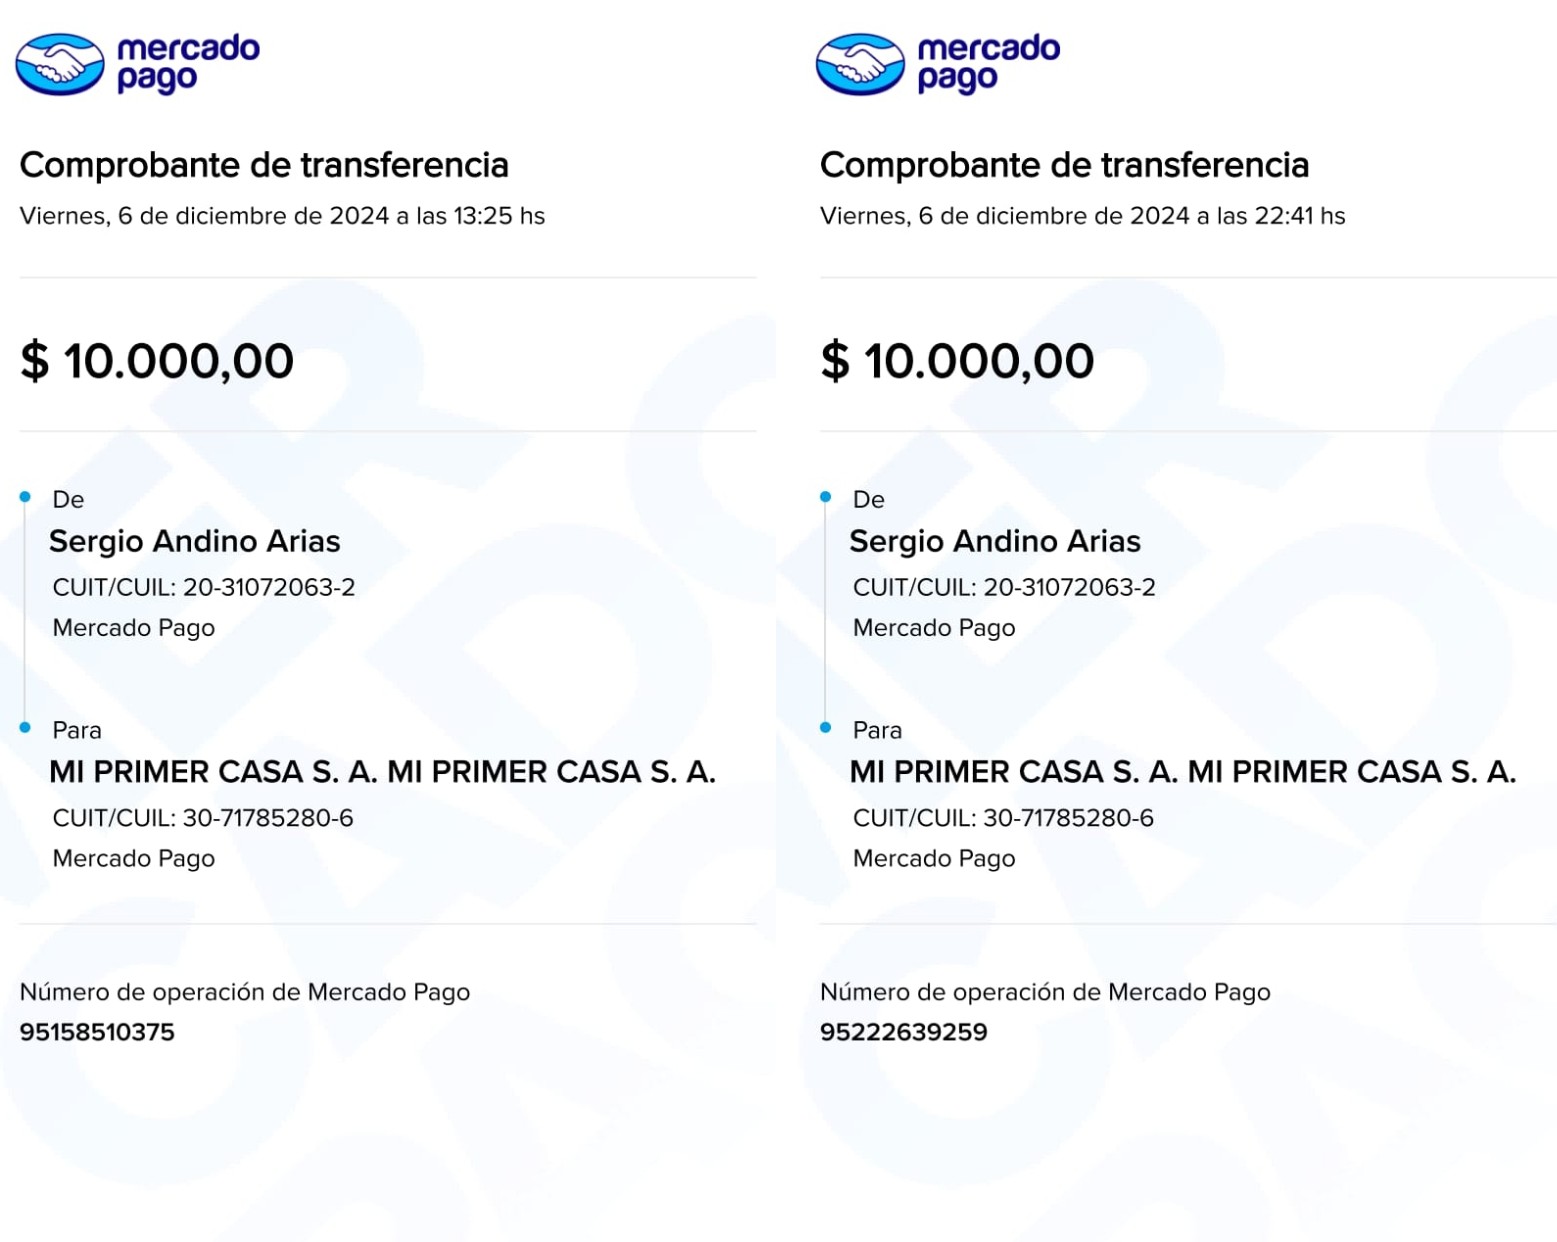 mercado
pago
Comprobante de transferencia
Viernes, 6 de diciembre de 2024 a las 13:25 hs
$ 10.000,00
De
Sergio Andino Arias
CUIT/CUIL: 20-31072063-2
Mercado Pago
Para
MI PRIMER CASA S. A. MI PRIMER CASA S. A.
CUIT/CUIL: 30-71785280-6
Mercado Pago
Número de operación de Mercado Pago
95158510375
mercado
pago
Comprobante de transferencia
Viernes, 6 de diciembre de 2024 a las 22:41 hs
$ 10.000,00
De
Sergio Andino Arias
CUIT/CUIL: 20-31072063-2
Mercado Pago
Para
MI PRIMER CASA S. A. MI PRIMER CASA S. A.
CUIT/CUIL: 30-71785280-6
Mercado Pago
Número de operación de Mercado Pago
95222639259